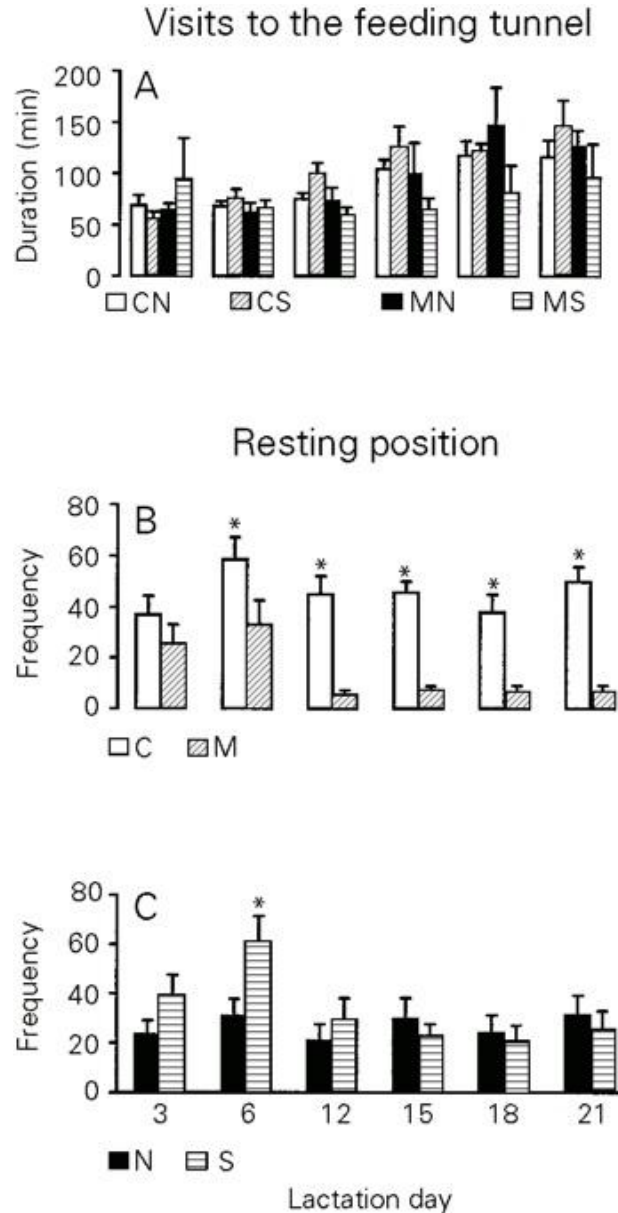 Visits to the feeding tunnel
A
Duration (min)
200
150
100
50
0
CN CS MN MS
Resting position
B
Frequency
80
60
40
20
0
* * * * *
C M
C
Frequency
80
60
40
20
0
*
3 6 12 15 18 21
N S
Lactation day